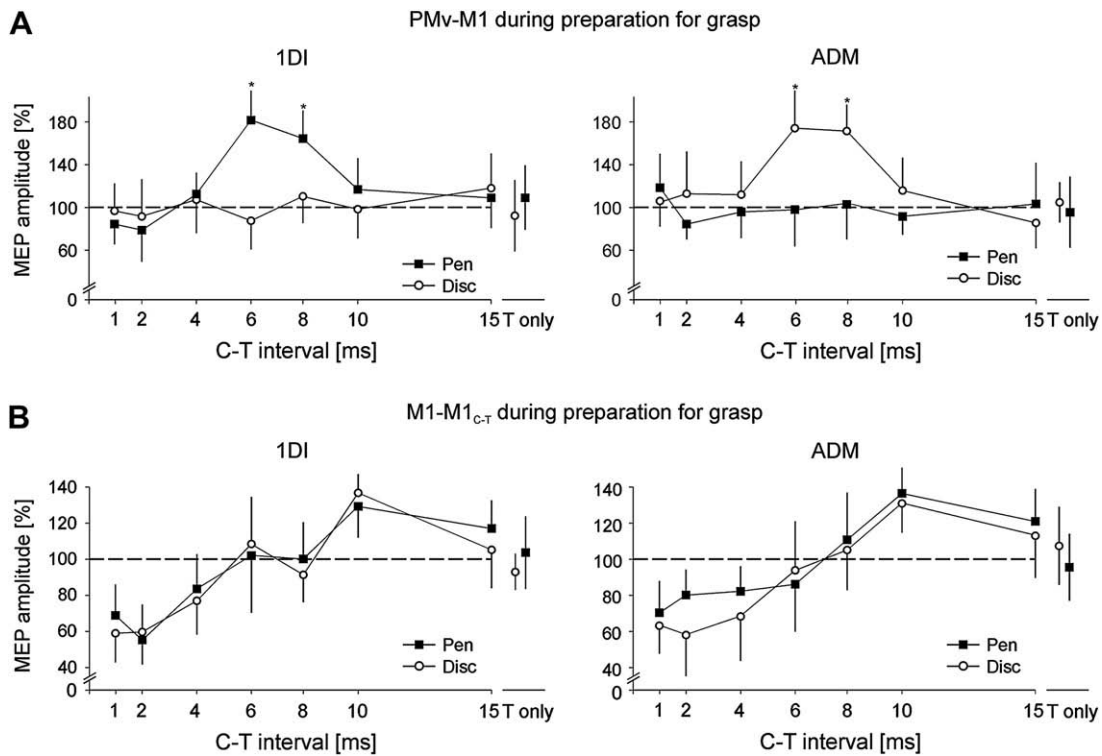 A
PMv-M1 during preparation for grasp
1DI
ADM
MEP amplitude [%]
180
140
100
60
0
* *
Pen
Disc
1 2 4 6 8 10 15 T only
C-T interval [ms]
180
140
100
60
0
* *
Pen
Disc
1 2 4 6 8 10 15 T only
C-T interval [ms]
B
M1-M1C-T during preparation for grasp
1DI
ADM
MEP amplitude [%]
140
120
100
80
60
40
0
Pen
Disc
1 2 4 6 8 10 15 T only
C-T interval [ms]
140
120
100
80
60
40
0
Pen
Disc
1 2 4 6 8 10 15 T only
C-T interval [ms]